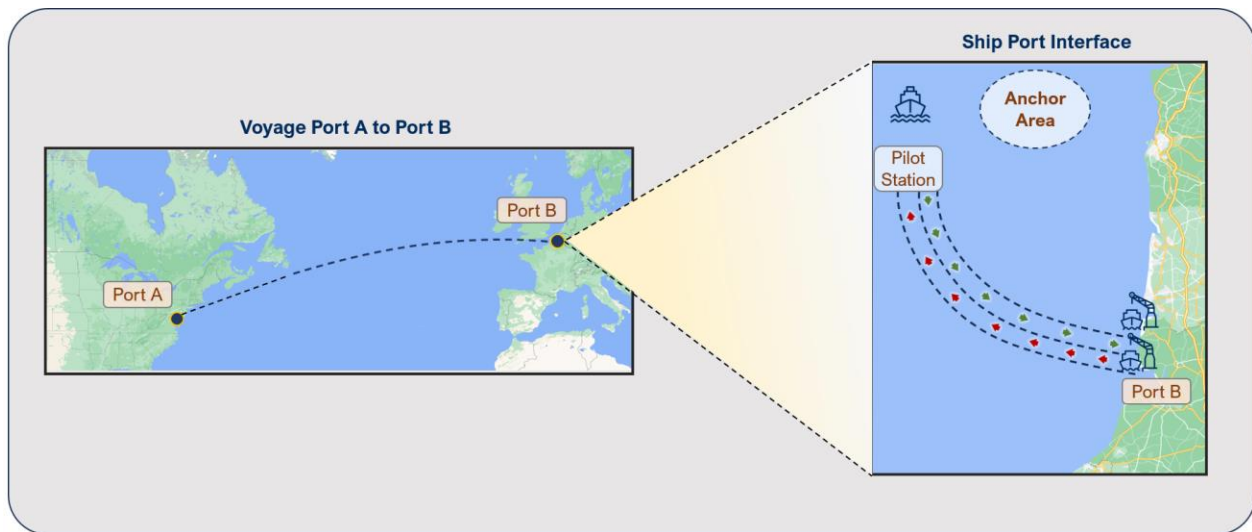 Voyage Port A to Port B
Port A
Port B
Ship Port Interface
Anchor
Area
Pilot
Station
Port B